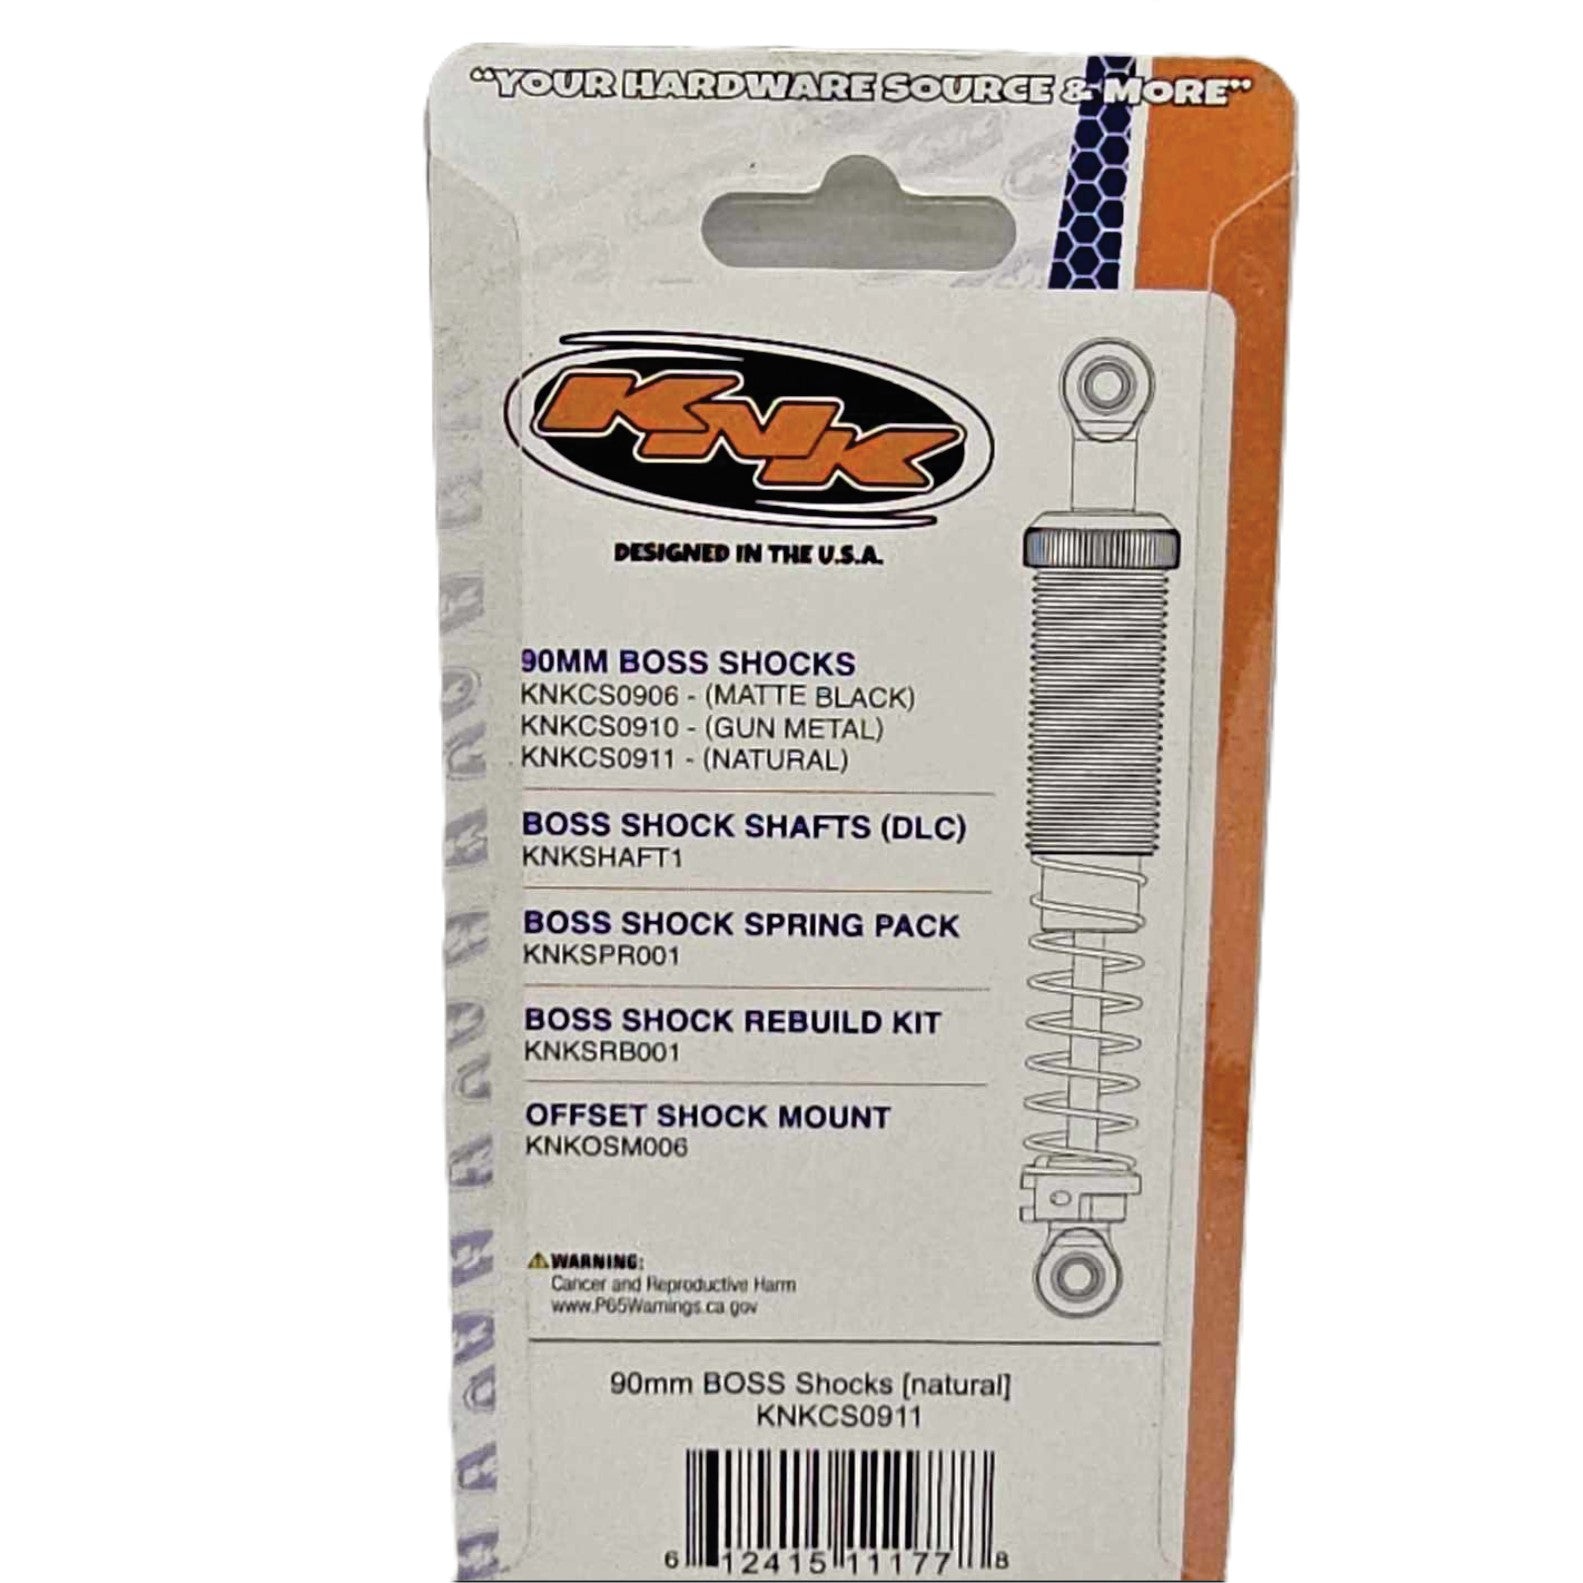 “YOUR HARDWARE SOURCE & MORE”
KNK
DESIGNED IN THE U.S.A.
90MM BOSS SHOCKS
KNKCS0906 - (MATTE BLACK)
KNKCS0910 - (GUN METAL)
KNKCS0911 - (NATURAL)
BOSS SHOCK SHAFTS (DLC)
KNKSHAFT1
BOSS SHOCK SPRING PACK
KNKSPR001
BOSS SHOCK REBUILD KIT
KNKSRB001
OFFSET SHOCK MOUNT
KNKOSM006
WARNING:
Cancer and Reproductive Harm
www.P65Warnings.ca.gov
90mm BOSS Shocks [natural]
KNKCS0911
6 12415 11177 8